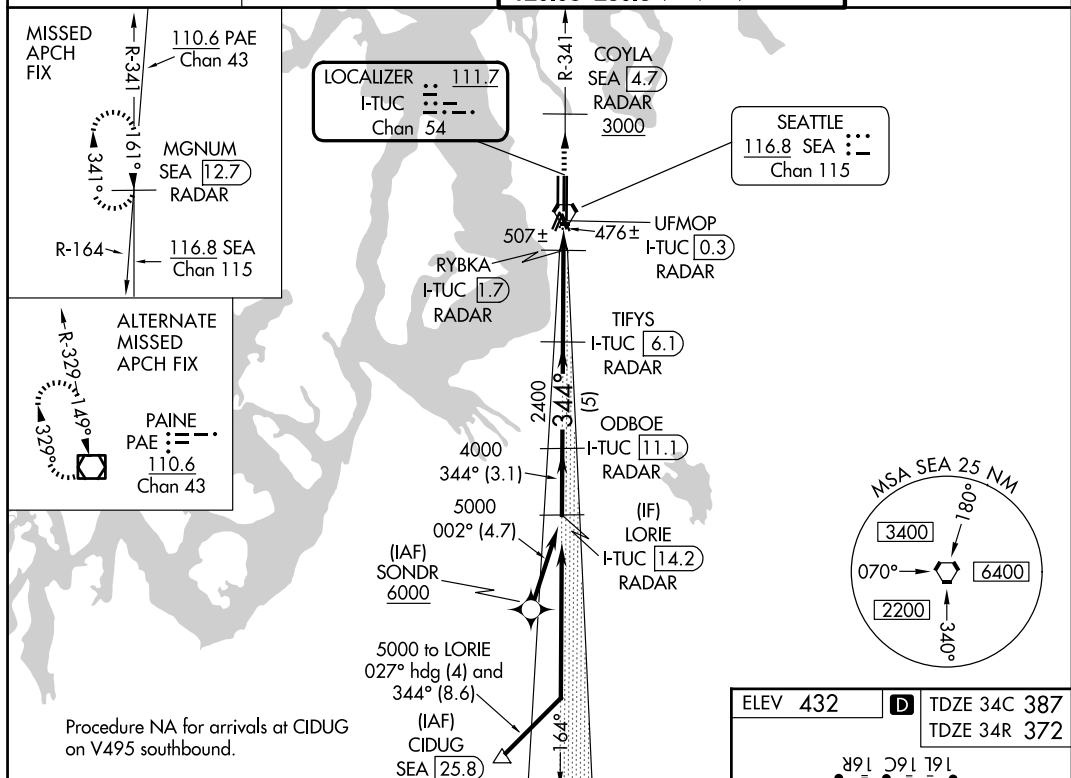 MISSED
APCH
FIX
R-341
110.6 PAE
Chan 43
161°
341°
MGNUM
SEA 12.7
RADAR
R-164
116.8 SEA
Chan 115
ALTERNATE
MISSED
APCH FIX
R-329
149°
329°
PAINE
PAE
110.6
Chan 43
LOCALIZER 111.7
I-TUC
Chan 54
R-341
COYLA
SEA 4.7
RADAR
3000
SEATTLE
116.8 SEA
Chan 115
507±
476±
UFMOP
I-TUC 0.3
RADAR
RYBKA
I-TUC 1.7
RADAR
TIFYS
I-TUC 6.1
RADAR
2400
344°
(5)
ODBOE
I-TUC 11.1
RADAR
4000
344° (3.1)
5000
002° (4.7)
(IF)
LORIE
I-TUC 14.2
RADAR
(IAF)
SONDR
6000
5000 to LORIE
027° hdg (4) and
344° (8.6)
(IAF)
CIDUG
SEA 25.8
164°
Procedure NA for arrivals at CIDUG
on V495 southbound.
MSA SEA 25 NM
180°
3400
070°
6400
2200
340°
ELEV 432
D
TDZE 34C 387
TDZE 34R 372
16R 16C 16L